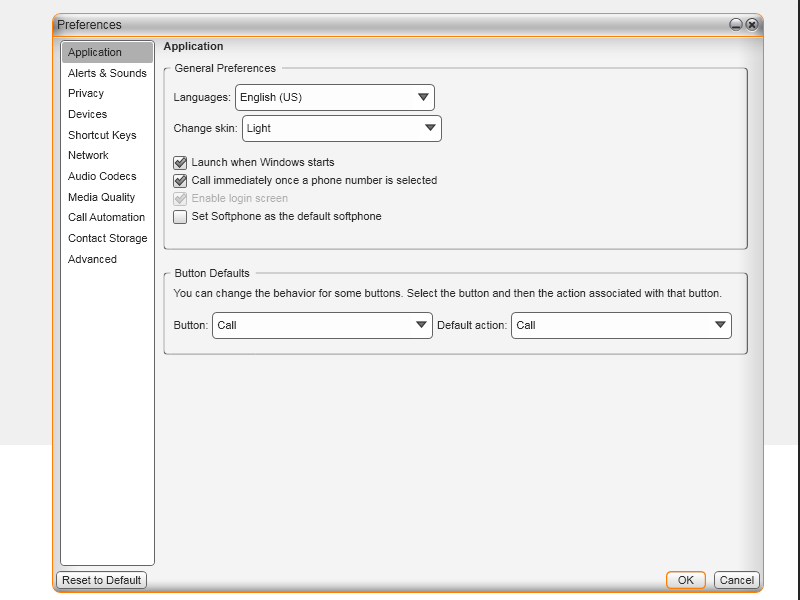 Preferences
Application
Alerts & Sounds
Privacy
Devices
Shortcut Keys
Network
Audio Codecs
Media Quality
Call Automation
Contact Storage
Advanced
Application
General Preferences
Languages: English (US)
Change skin: Light
Launch when Windows starts
Call immediately once a phone number is selected
Enable login screen
Set Softphone as the default softphone
Button Defaults
You can change the behavior for some buttons. Select the button and then the action associated with that button.
Button: Call Default action: Call
Reset to Default OK Cancel